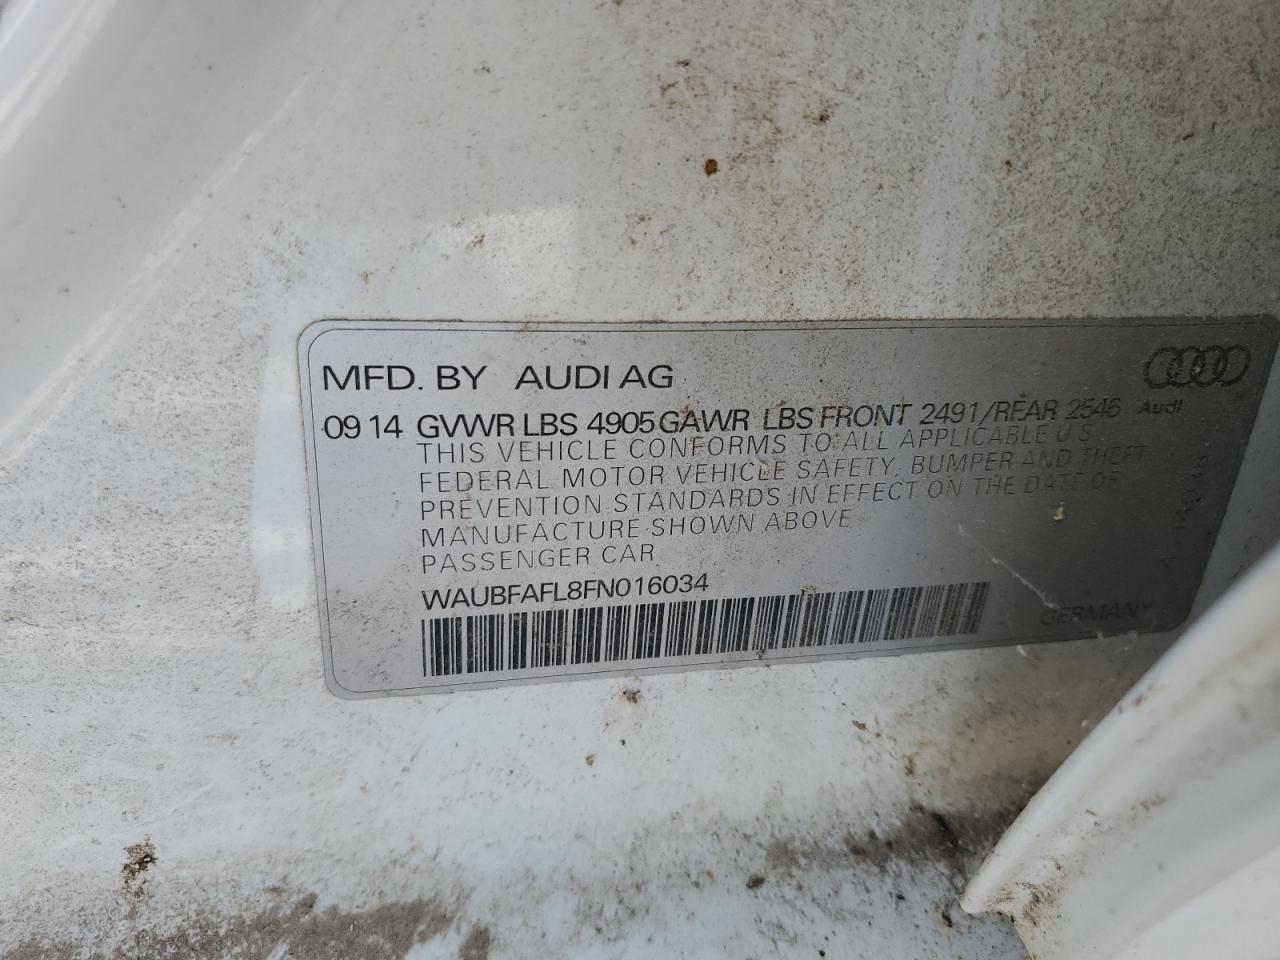 MFD. BY AUDI AG
09 14 GVWR LBS 4905 GAWR LBS FRONT 2491/REAR 2546
Audi
THIS VEHICLE CONFORMS TO ALL APPLICABLE U S
FEDERAL MOTOR VEHICLE SAFETY, BUMPER AND THEFT
PREVENTION STANDARDS IN EFFECT ON THE DATE OF
MANUFACTURE SHOWN ABOVE
PASSENGER CAR
WAUBFAFL8FN016034
GERMANY